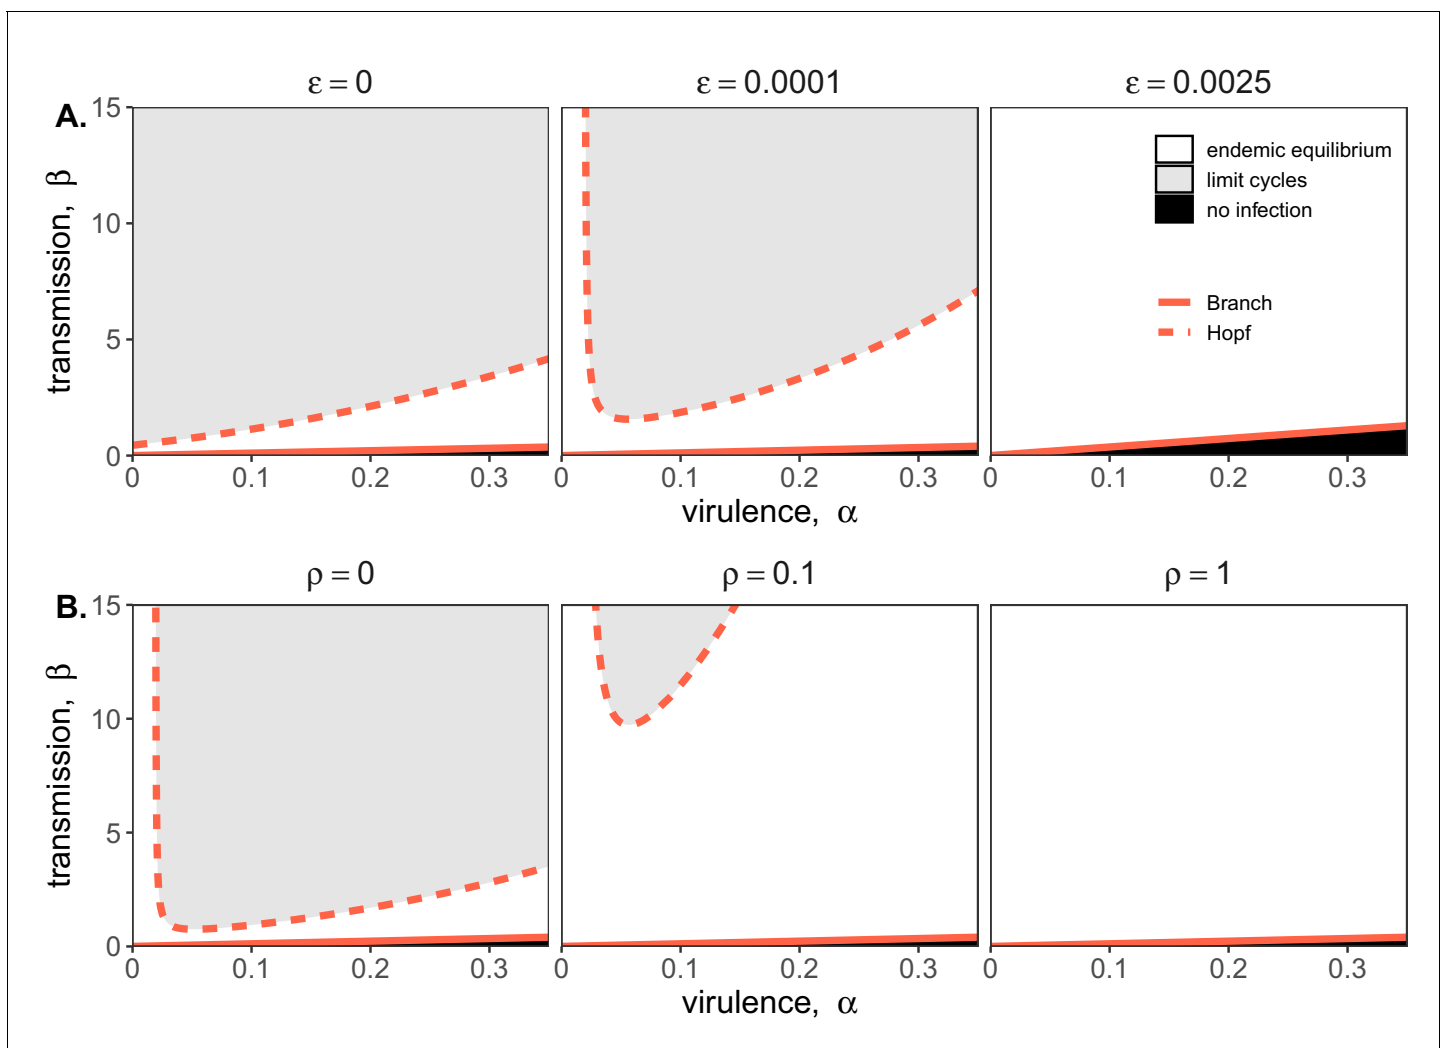 ε = 0
ε = 0.0001
ε = 0.0025
A.
15
10
5
0
transmission, β
endemic equilibrium
limit cycles
no infection
Branch
Hopf
0 0.1 0.2 0.3
0 0.1 0.2 0.3
0 0.1 0.2 0.3
virulence, α
ρ = 0
ρ = 0.1
ρ = 1
B.
15
10
5
0
transmission, β
0 0.1 0.2 0.3
0 0.1 0.2 0.3
0 0.1 0.2 0.3
virulence, α